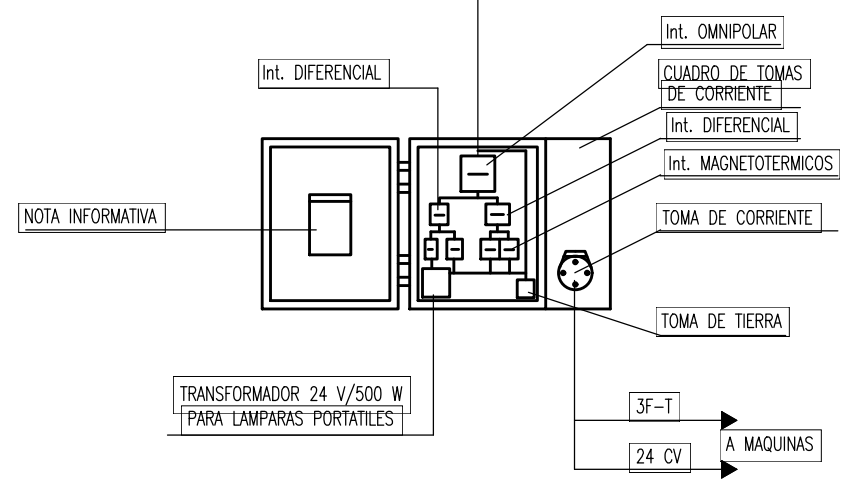 Int. OMNIPOLAR
Int. DIFERENCIAL
CUADRO DE TOMAS
DE CORRIENTE
Int. DIFERENCIAL
Int. MAGNETOTERMICOS
NOTA INFORMATIVA
TOMA DE CORRIENTE
TOMA DE TIERRA
TRANSFORMADOR 24 V/500 W
PARA LAMPARAS PORTATILES
3F-T
A MAQUINAS
24 CV